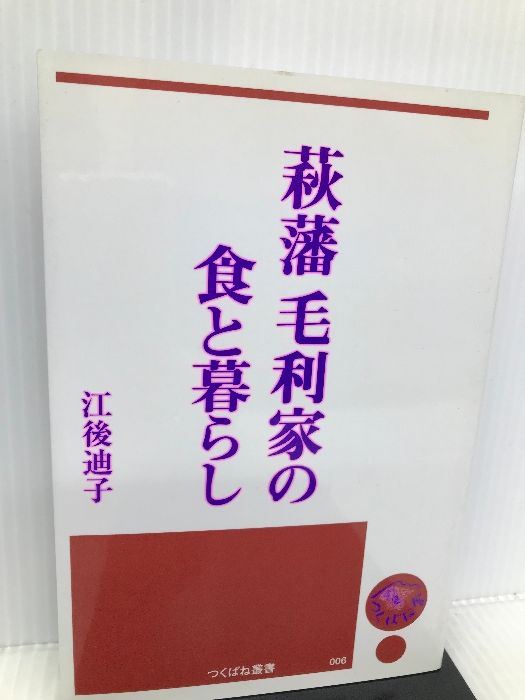 萩藩 毛利家の
食と暮らし
江後迪子
つくばね叢書
006